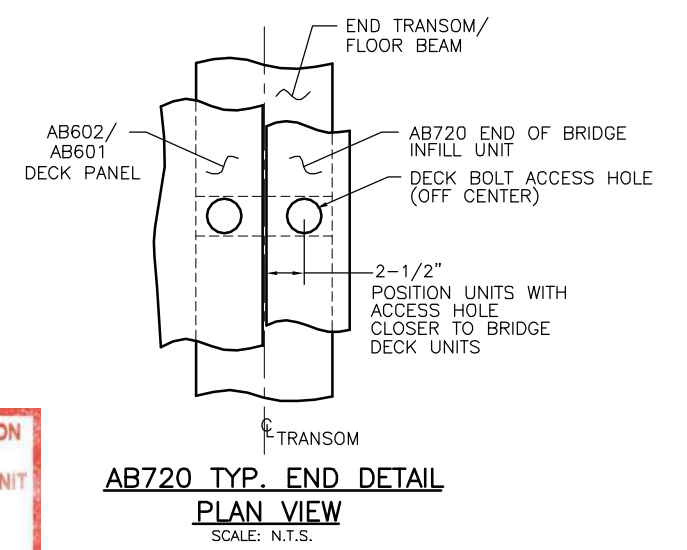 END TRANSOM/
FLOOR BEAM
AB602/
AB601
DECK PANEL
AB720 END OF BRIDGE
INFILL UNIT
DECK BOLT ACCESS HOLE
(OFF CENTER)
2-1/2"
POSITION UNITS WITH
ACCESS HOLE
CLOSER TO BRIDGE
DECK UNITS
℄ TRANSOM
ON
NIT
AB720 TYP. END DETAIL
PLAN VIEW
SCALE: N.T.S.